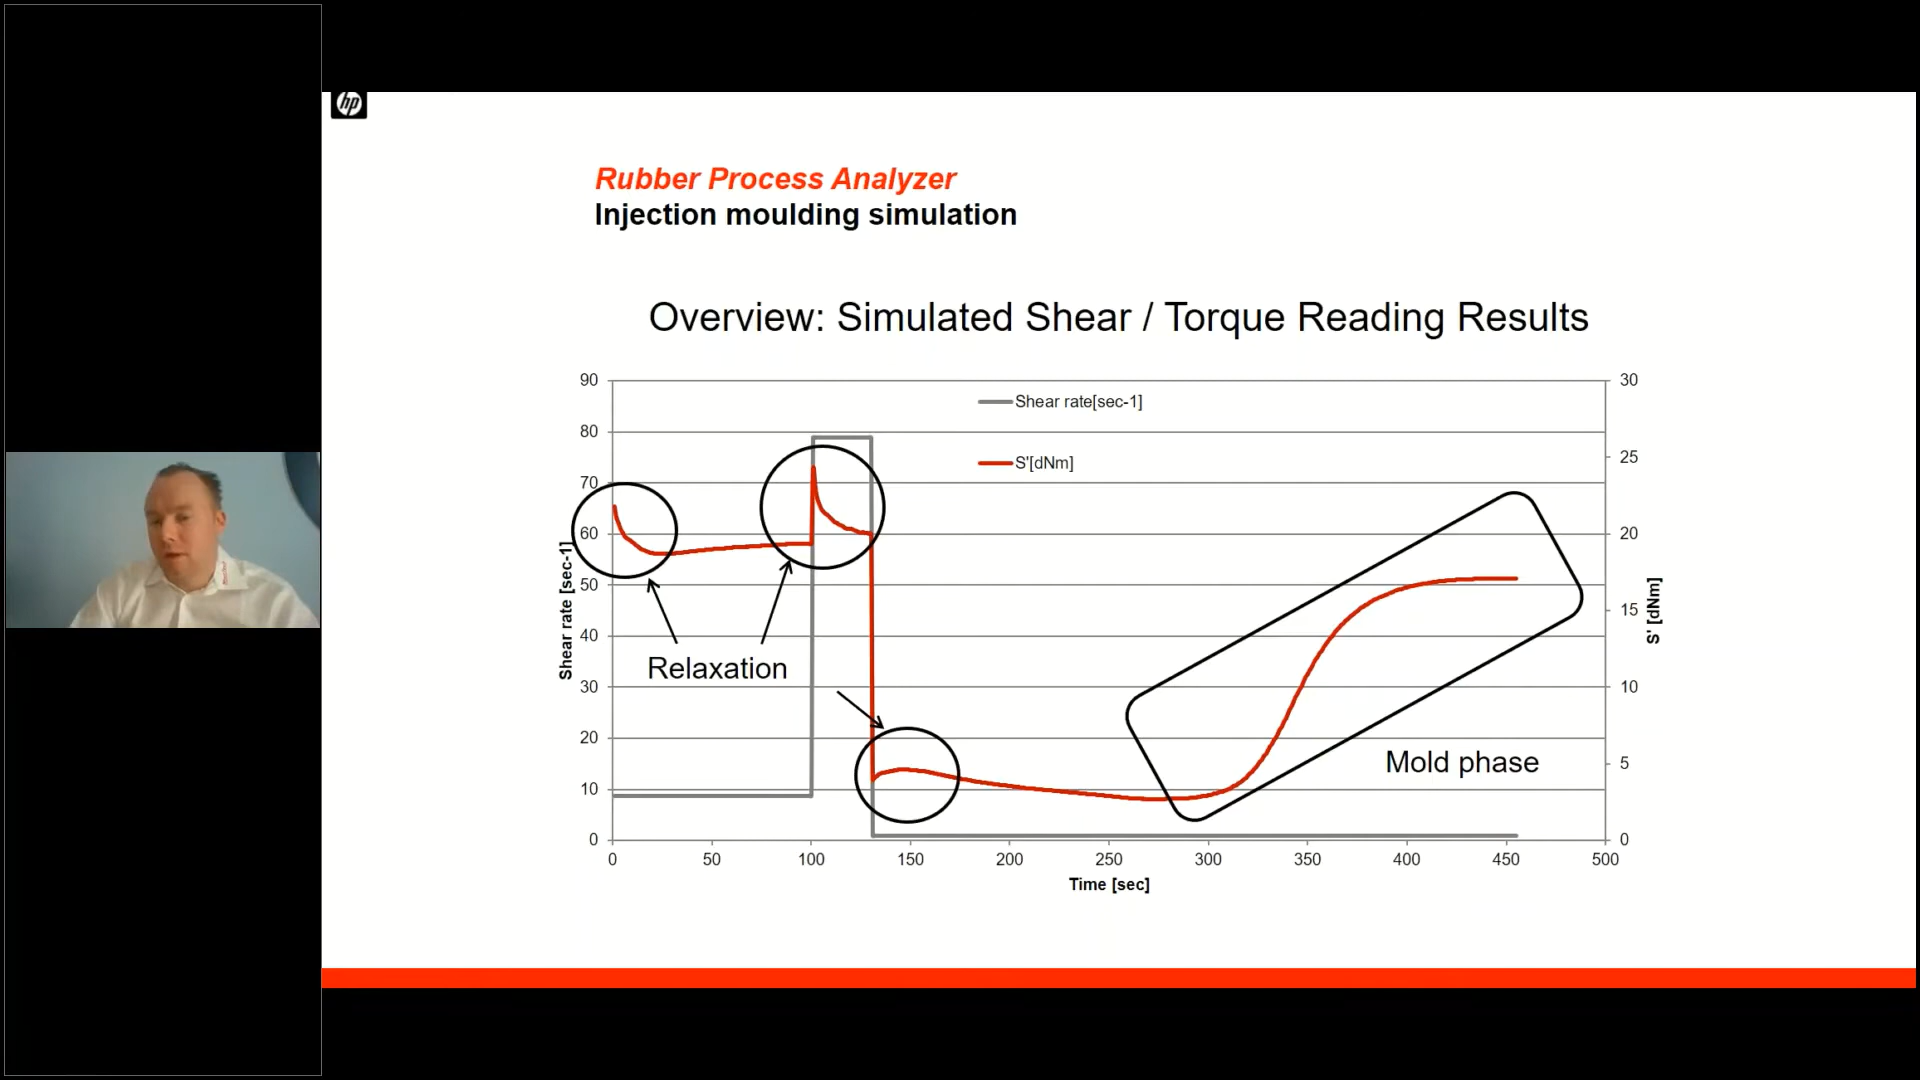 hp
Rubber Process Analyzer
Injection moulding simulation
Overview: Simulated Shear / Torque Reading Results
Shear rate[sec-1]
S'[dNm]
90
80
70
60
50
40
30
20
10
0
Shear rate [sec-1]
30
25
20
15
10
5
0
S' [dNm]
Relaxation
Mold phase
0 50 100 150 200 250 300 350 400 450 500
Time [sec]